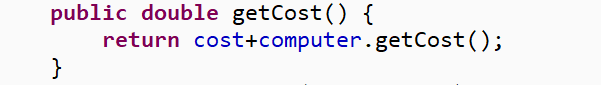 public double getCost() {
return cost+computer.getCost();
}